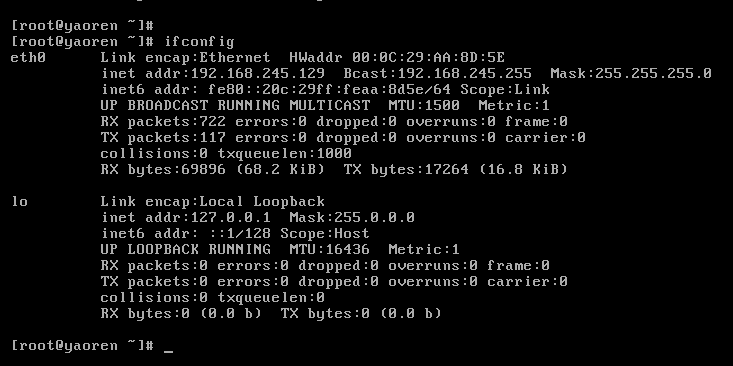 [root@yaoren ~]#
[root@yaoren ~]# ifconfig
eth0      Link encap:Ethernet  HWaddr 00:0C:29:AA:8D:5E
          inet addr:192.168.245.129  Bcast:192.168.245.255  Mask:255.255.255.0
          inet6 addr: fe80::20c:29ff:feaa:8d5e/64 Scope:Link
          UP BROADCAST RUNNING MULTICAST  MTU:1500  Metric:1
          RX packets:722 errors:0 dropped:0 overruns:0 frame:0
          TX packets:117 errors:0 dropped:0 overruns:0 carrier:0
          collisions:0 txqueuelen:1000
          RX bytes:69896 (68.2 KiB)  TX bytes:17264 (16.8 KiB)
lo        Link encap:Local Loopback
          inet addr:127.0.0.1  Mask:255.0.0.0
          inet6 addr: ::1/128 Scope:Host
          UP LOOPBACK RUNNING  MTU:16436  Metric:1
          RX packets:0 errors:0 dropped:0 overruns:0 frame:0
          TX packets:0 errors:0 dropped:0 overruns:0 carrier:0
          collisions:0 txqueuelen:0
          RX bytes:0 (0.0 b)  TX bytes:0 (0.0 b)
[root@yaoren ~]# _